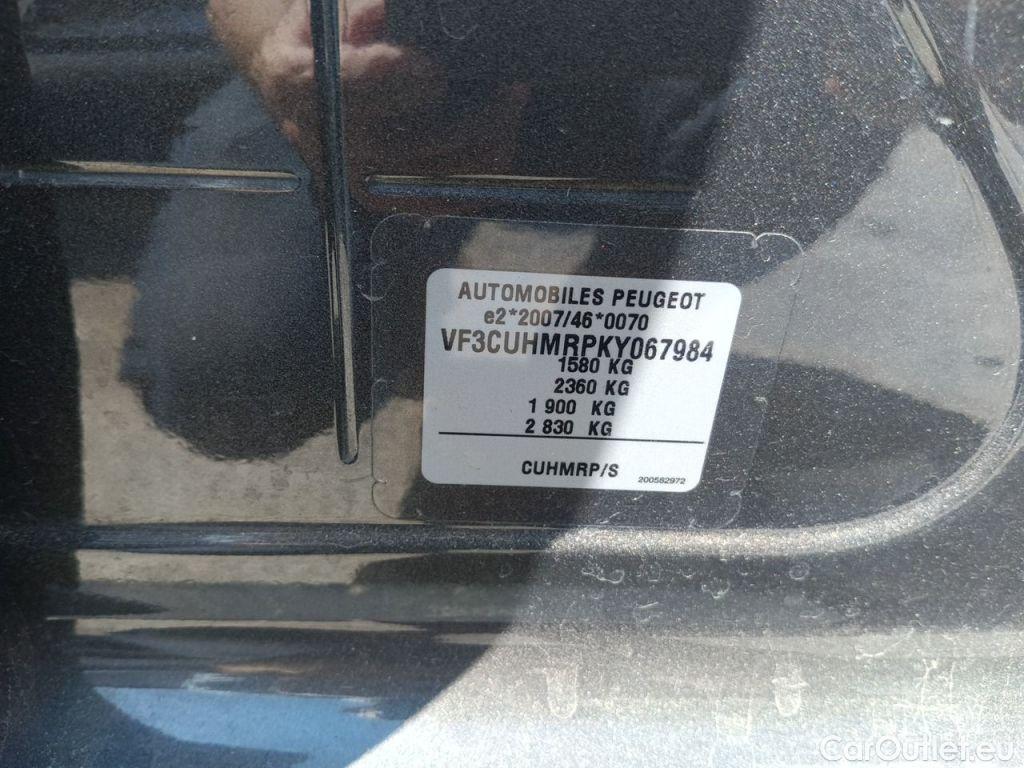 AUTOMOBILES PEUGEOT
e2*2007/46*0070
VF3CUHMRPKY067984
1580 KG
2360 KG
1 900 KG
2 830 KG
CUHMRP/S
200582972
CarOutlet.eu